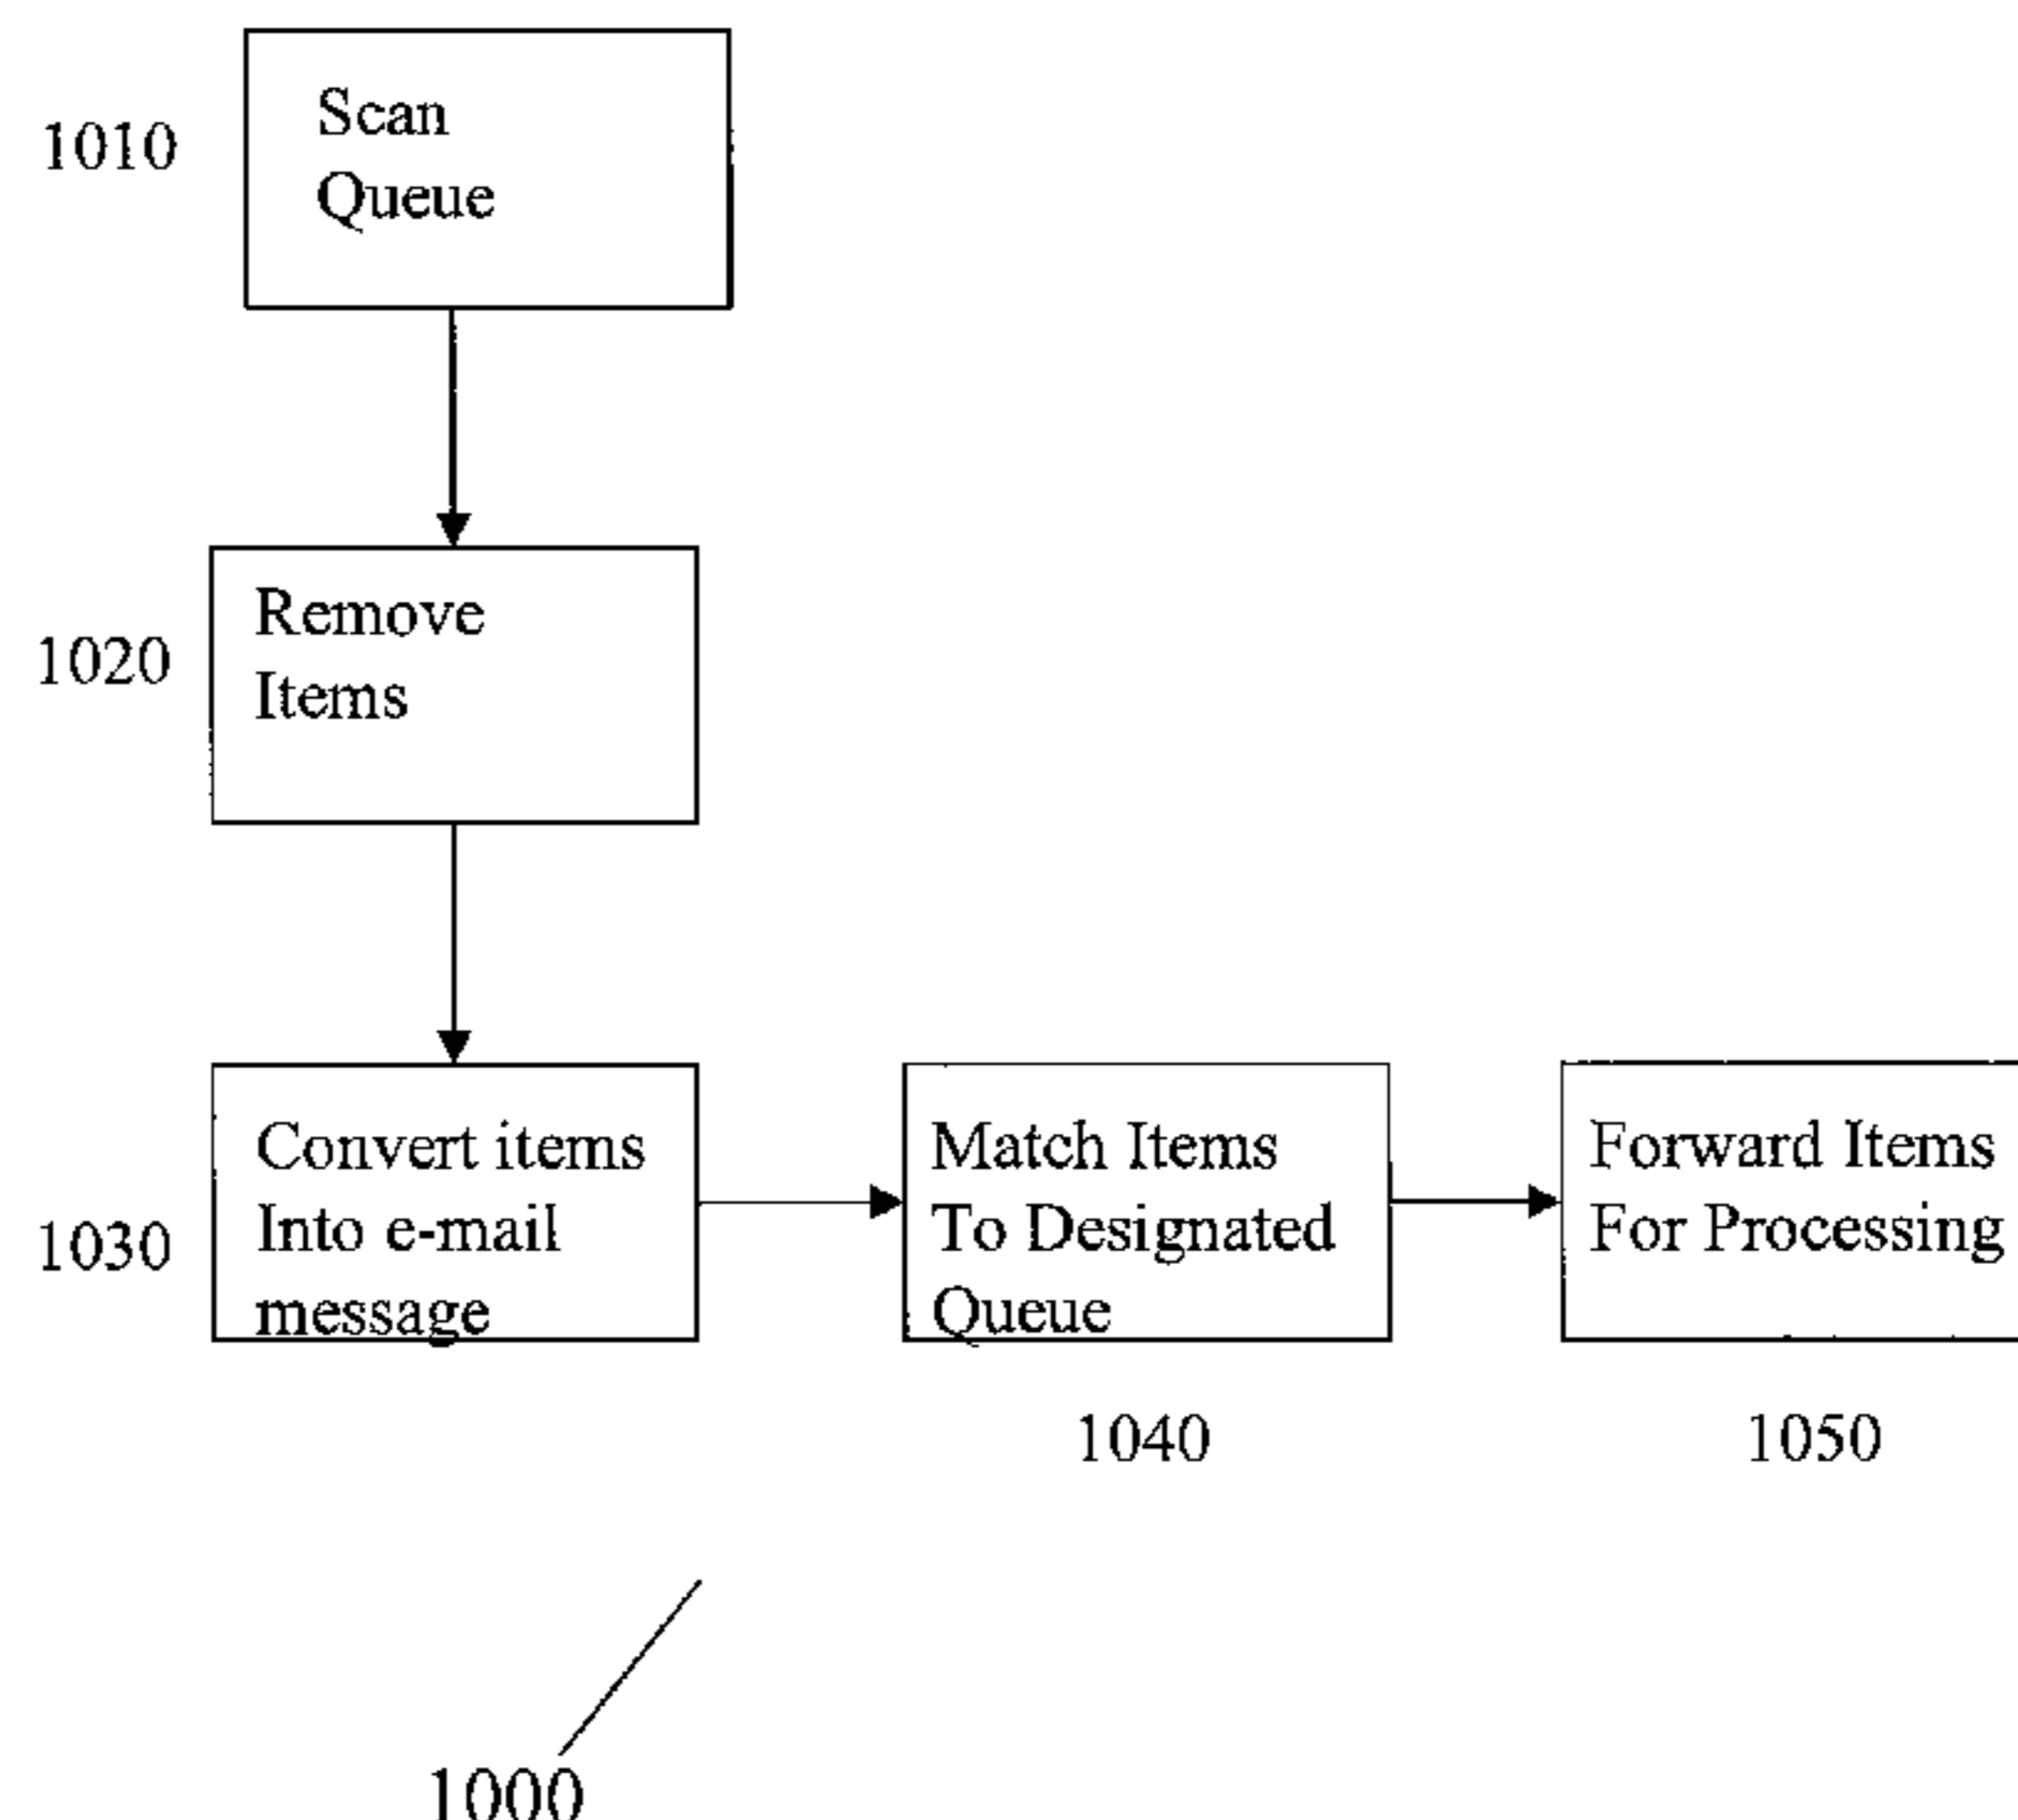 1010
Scan
Queue
1020
Remove
Items
1030
Convert items
Into e-mail
message
Match Items
To Designated
Queue
1040
Forward Items
For Processing
1050
1000